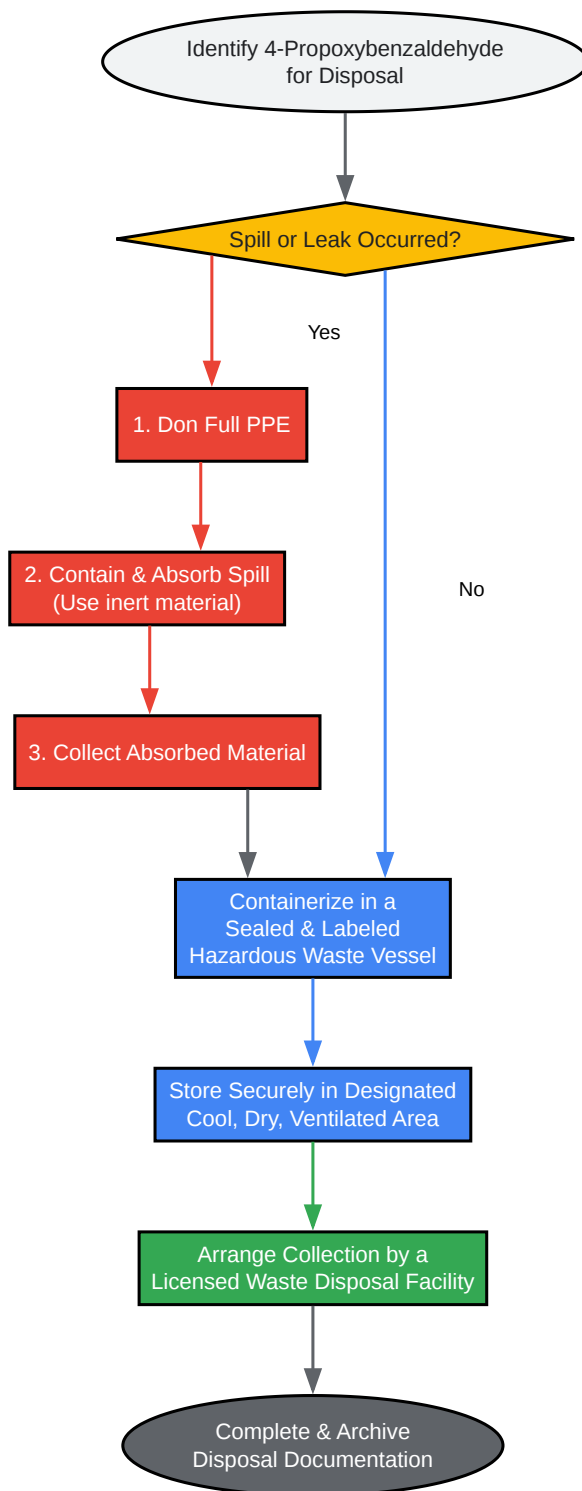 Identify 4-Propoxybenzaldehyde
for Disposal
Spill or Leak Occurred?
Yes
1. Don Full PPE
2. Contain & Absorb Spill
(Use inert material)
No
3. Collect Absorbed Material
Containerize in a
Sealed & Labeled
Hazardous Waste Vessel
Store Securely in Designated
Cool, Dry, Ventilated Area
Arrange Collection by a
Licensed Waste Disposal Facility
Complete & Archive
Disposal Documentation